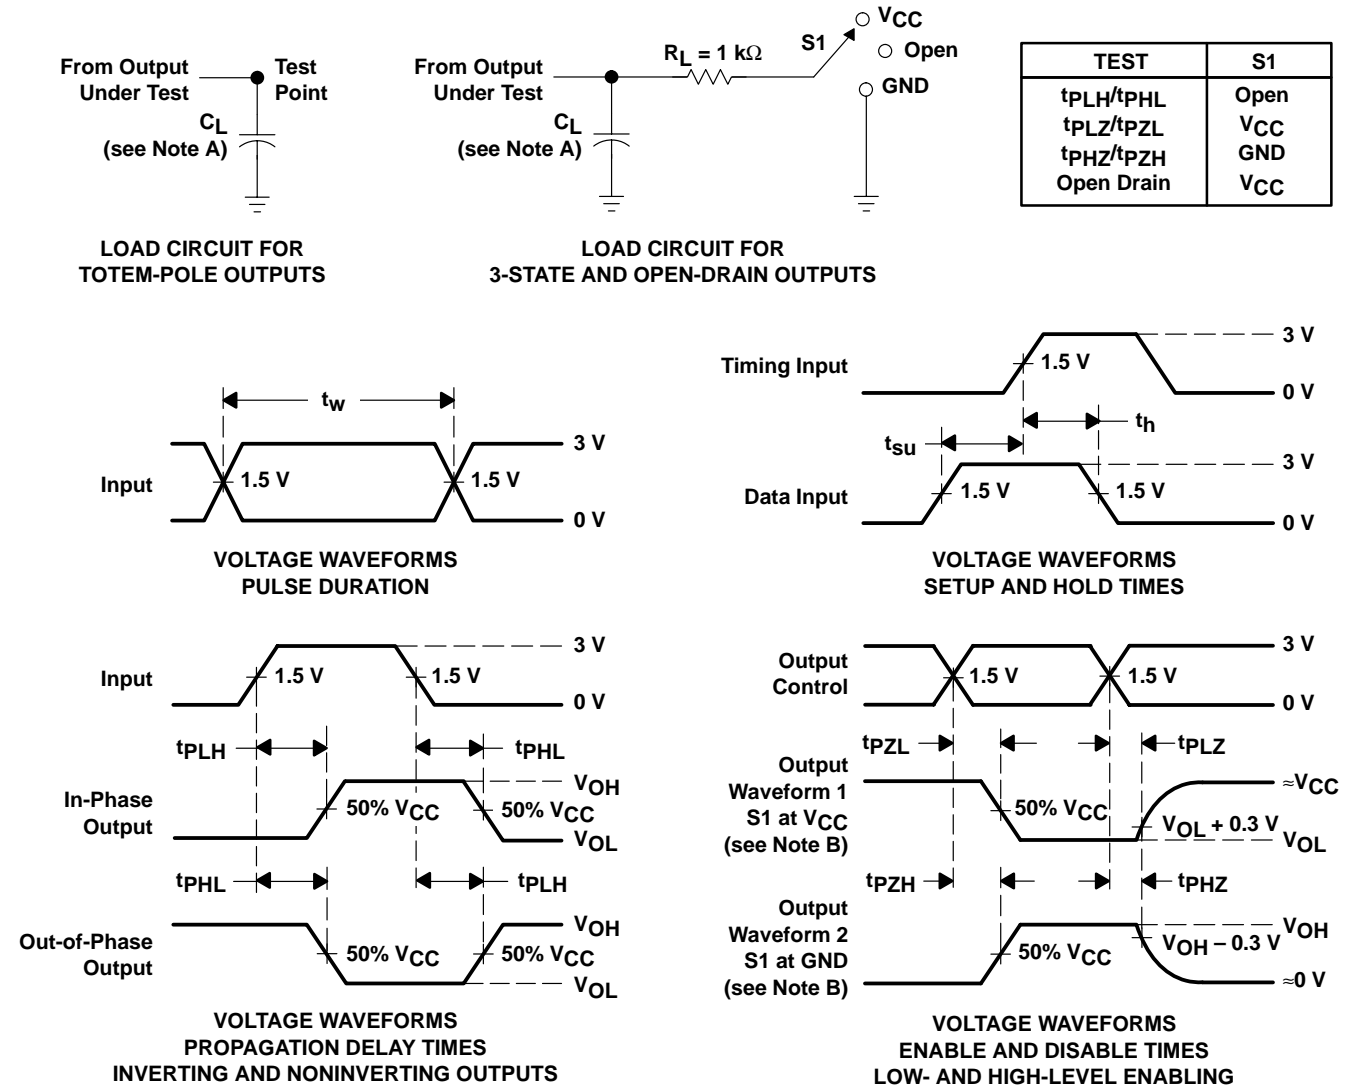 From Output
Under Test
Test
Point
CL
(see Note A)
LOAD CIRCUIT FOR
TOTEM-POLE OUTPUTS
From Output
Under Test
RL = 1 kΩ
S1
VCC
Open
GND
CL
(see Note A)
LOAD CIRCUIT FOR
3-STATE AND OPEN-DRAIN OUTPUTS
TEST S1
tPLH/tPHL Open
tPLZ/tPZL VCC
tPHZ/tPZH GND
Open Drain VCC
tw
3 V
Input
1.5 V
1.5 V
0 V
VOLTAGE WAVEFORMS
PULSE DURATION
3 V
Timing Input
1.5 V
0 V
th
tsu
3 V
Data Input
1.5 V
1.5 V
0 V
VOLTAGE WAVEFORMS
SETUP AND HOLD TIMES
3 V
Input
1.5 V
1.5 V
0 V
tPLH
tPHL
VOH
In-Phase
Output
50% VCC
50% VCC
VOL
tPHL
tPLH
VOH
Out-of-Phase
Output
50% VCC
50% VCC
VOL
VOLTAGE WAVEFORMS
PROPAGATION DELAY TIMES
INVERTING AND NONINVERTING OUTPUTS
3 V
Output
Control
1.5 V
1.5 V
0 V
tPZL
tPLZ
Output
Waveform 1
S1 at VCC
(see Note B)
≈VCC
50% VCC
VOL + 0.3 V
VOL
tPZH
tPHZ
Output
Waveform 2
S1 at GND
(see Note B)
VOH
50% VCC
VOH – 0.3 V
≈0 V
VOLTAGE WAVEFORMS
ENABLE AND DISABLE TIMES
LOW- AND HIGH-LEVEL ENABLING